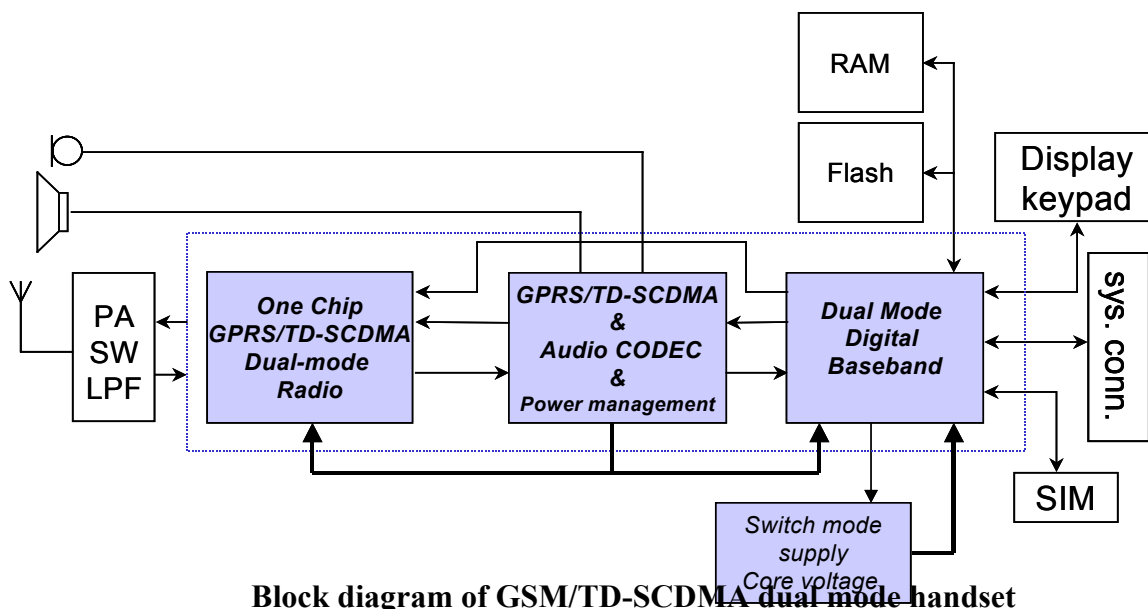 RAM
Flash
Display
keypad
sys. conn.
SIM
PA
SW
LPF
One Chip
GPRS/TD-SCDMA
Dual-mode
Radio
GPRS/TD-SCDMA
&
Audio CODEC
&
Power management
Dual Mode
Digital
Baseband
Switch mode
supply
Core voltage
Block diagram of GSM/TD-SCDMA dual mode handset